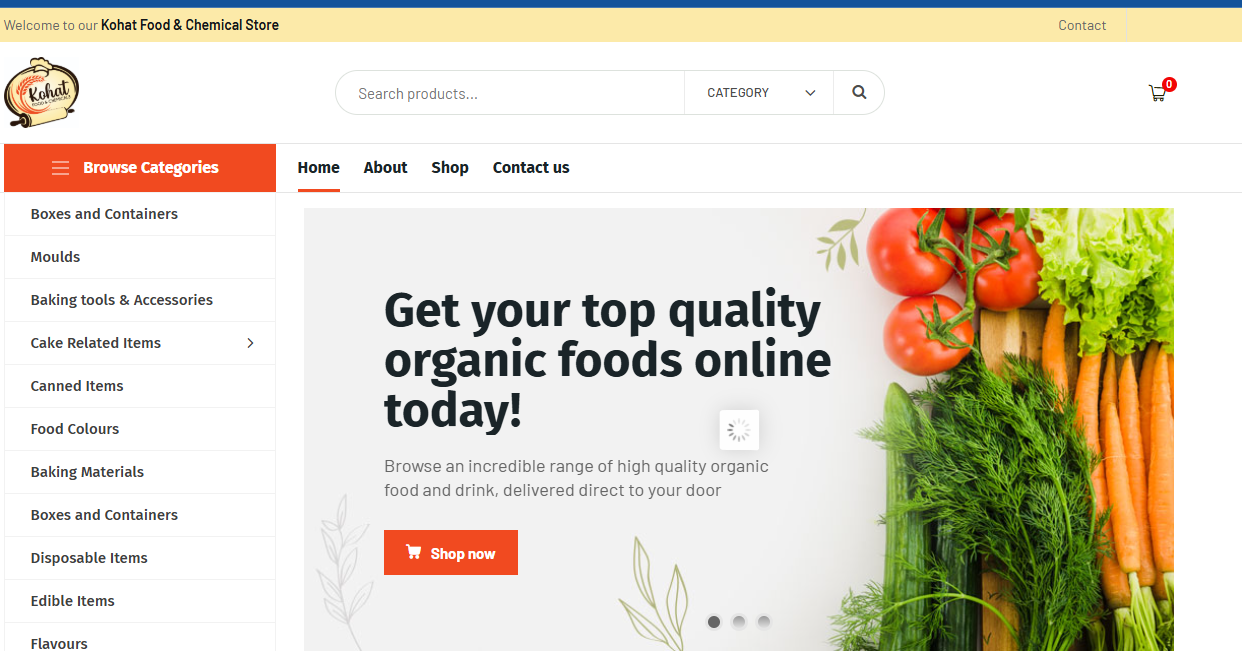 Welcome to our Kohat Food & Chemical Store
Contact
Kohat
FOOD & CHEMICALS
Search products...
CATEGORY
0
Browse Categories
Home
About
Shop
Contact us
Boxes and Containers
Moulds
Baking tools & Accessories
Cake Related Items
Canned Items
Food Colours
Baking Materials
Boxes and Containers
Disposable Items
Edible Items
Flavours
Get your top quality
organic foods online
today!
Browse an incredible range of high quality organic
food and drink, delivered direct to your door
Shop now